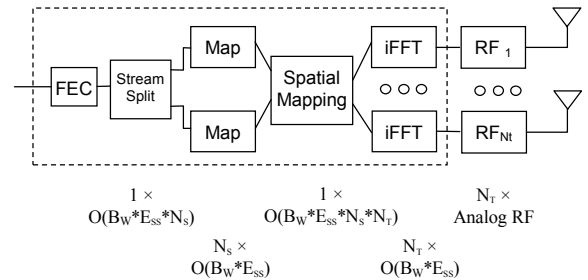 Map
iFFT
RF 1
FEC
Stream
Split
Spatial
Mapping
Map
iFFT
RFNt
1 ×
O(BW*ESS*NS)
1 ×
O(BW*ESS*NS*NT)
NT ×
Analog RF
NS ×
O(BW*ESS)
NT ×
O(BW*ESS)